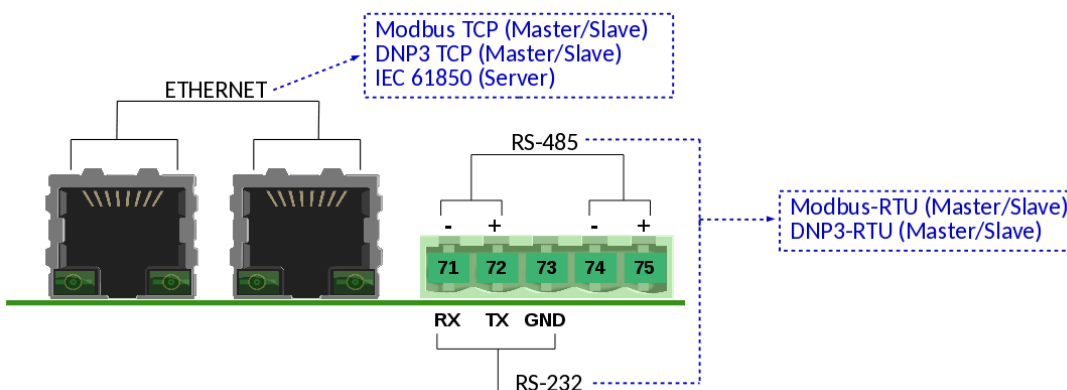 Modbus TCP (Master/Slave)
DNP3 TCP (Master/Slave)
IEC 61850 (Server)
ETHERNET
RS-485
- + - +
Modbus-RTU (Master/Slave)
DNP3-RTU (Master/Slave)
71 72 73 74 75
RX TX GND
RS-232